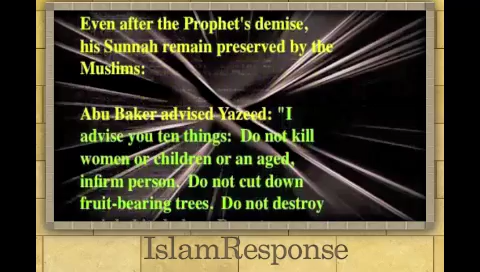 Even after the Prophet's demise,
his Sunnah remain preserved by the
Muslims:
Abu Baker advised Yazeed: "I
advise you ten things: Do not kill
women or children or an aged,
infirm person. Do not cut down
fruit-bearing trees. Do not destroy
IslamResponse